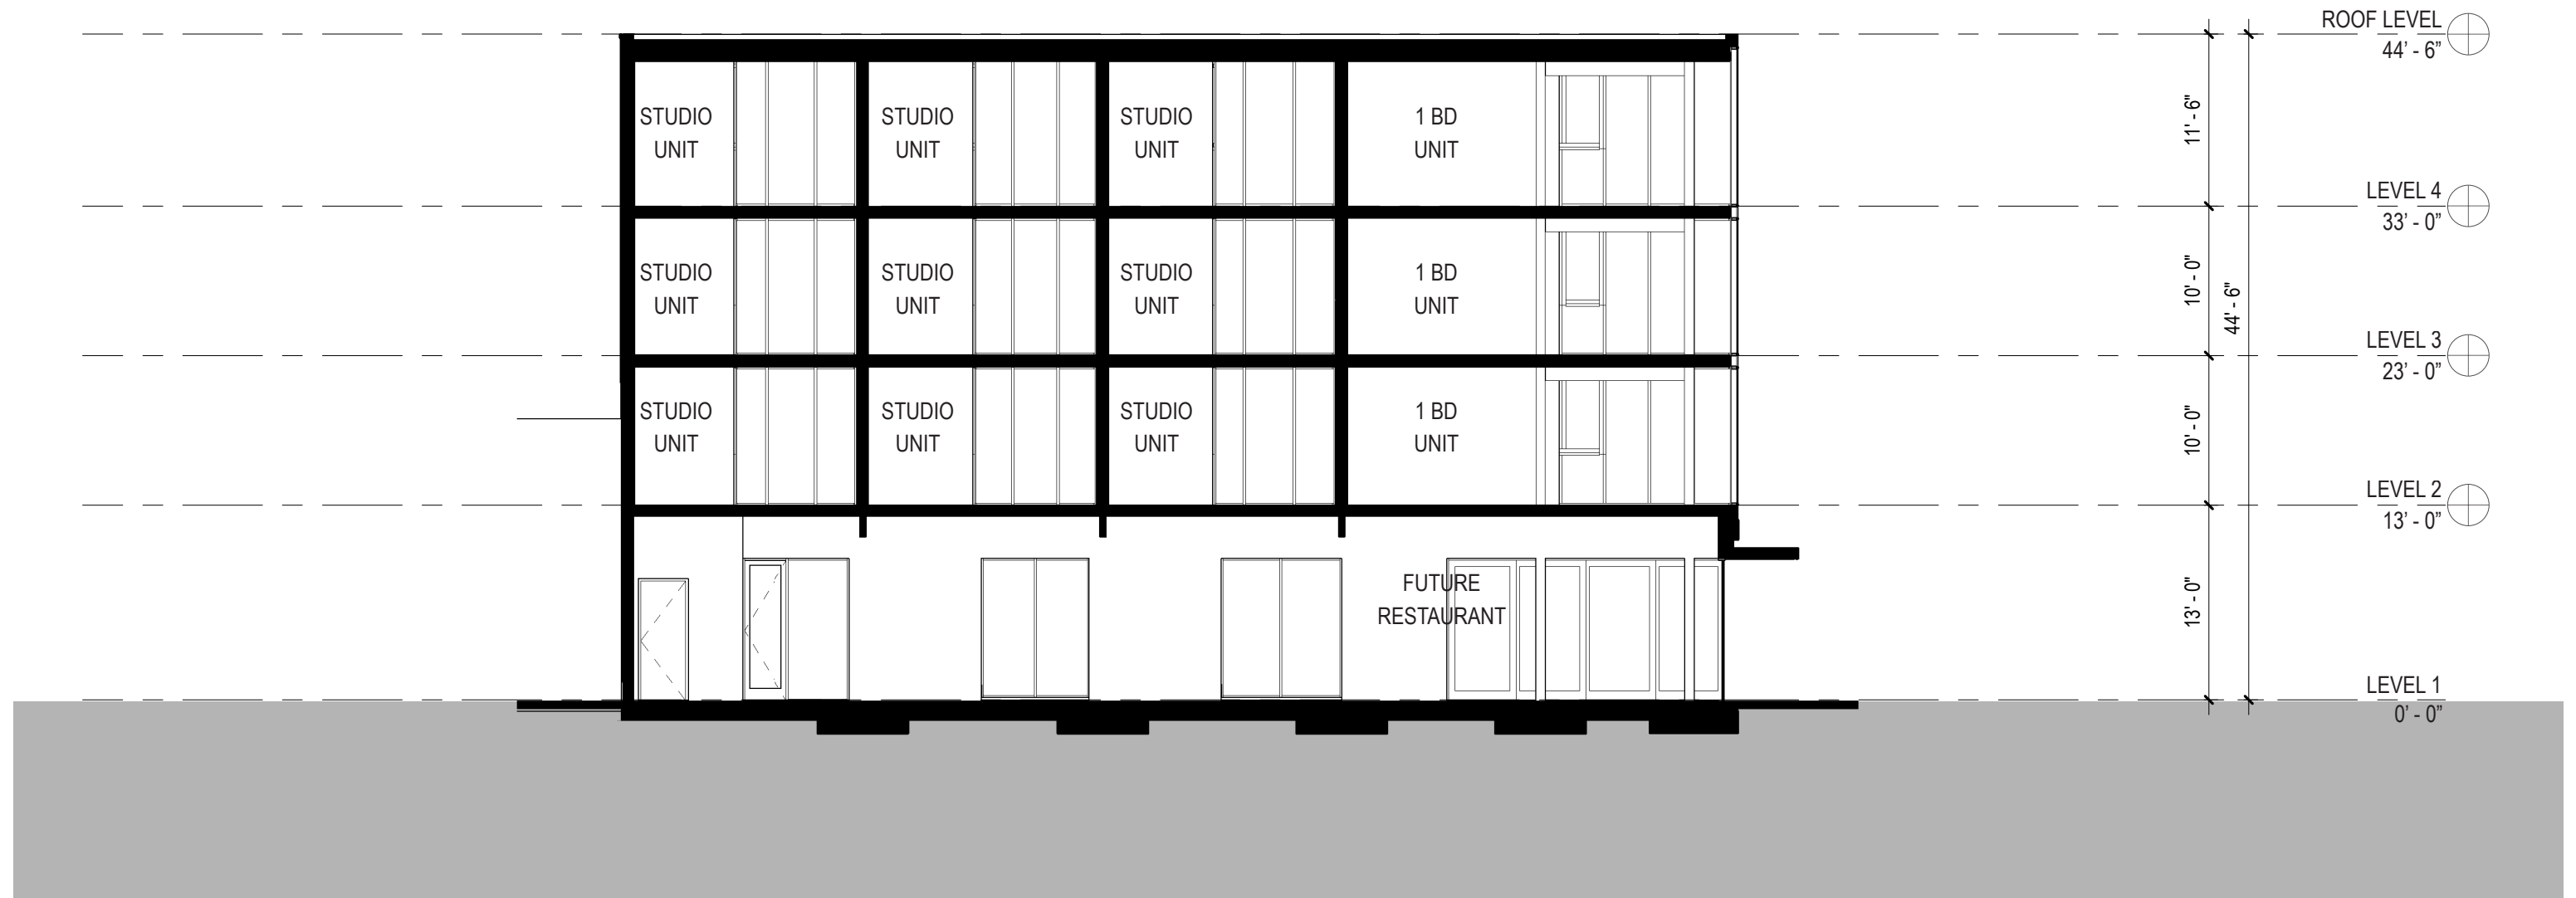 ROOF LEVEL
44' - 6"
STUDIO
UNIT
STUDIO
UNIT
STUDIO
UNIT
1 BD
UNIT
11' - 6"
LEVEL 4
33' - 0"
STUDIO
UNIT
STUDIO
UNIT
STUDIO
UNIT
1 BD
UNIT
10' - 0"
44' - 6"
LEVEL 3
23' - 0"
STUDIO
UNIT
STUDIO
UNIT
STUDIO
UNIT
1 BD
UNIT
10' - 0"
LEVEL 2
13' - 0"
FUTURE
RESTAURANT
13' - 0"
LEVEL 1
0' - 0"